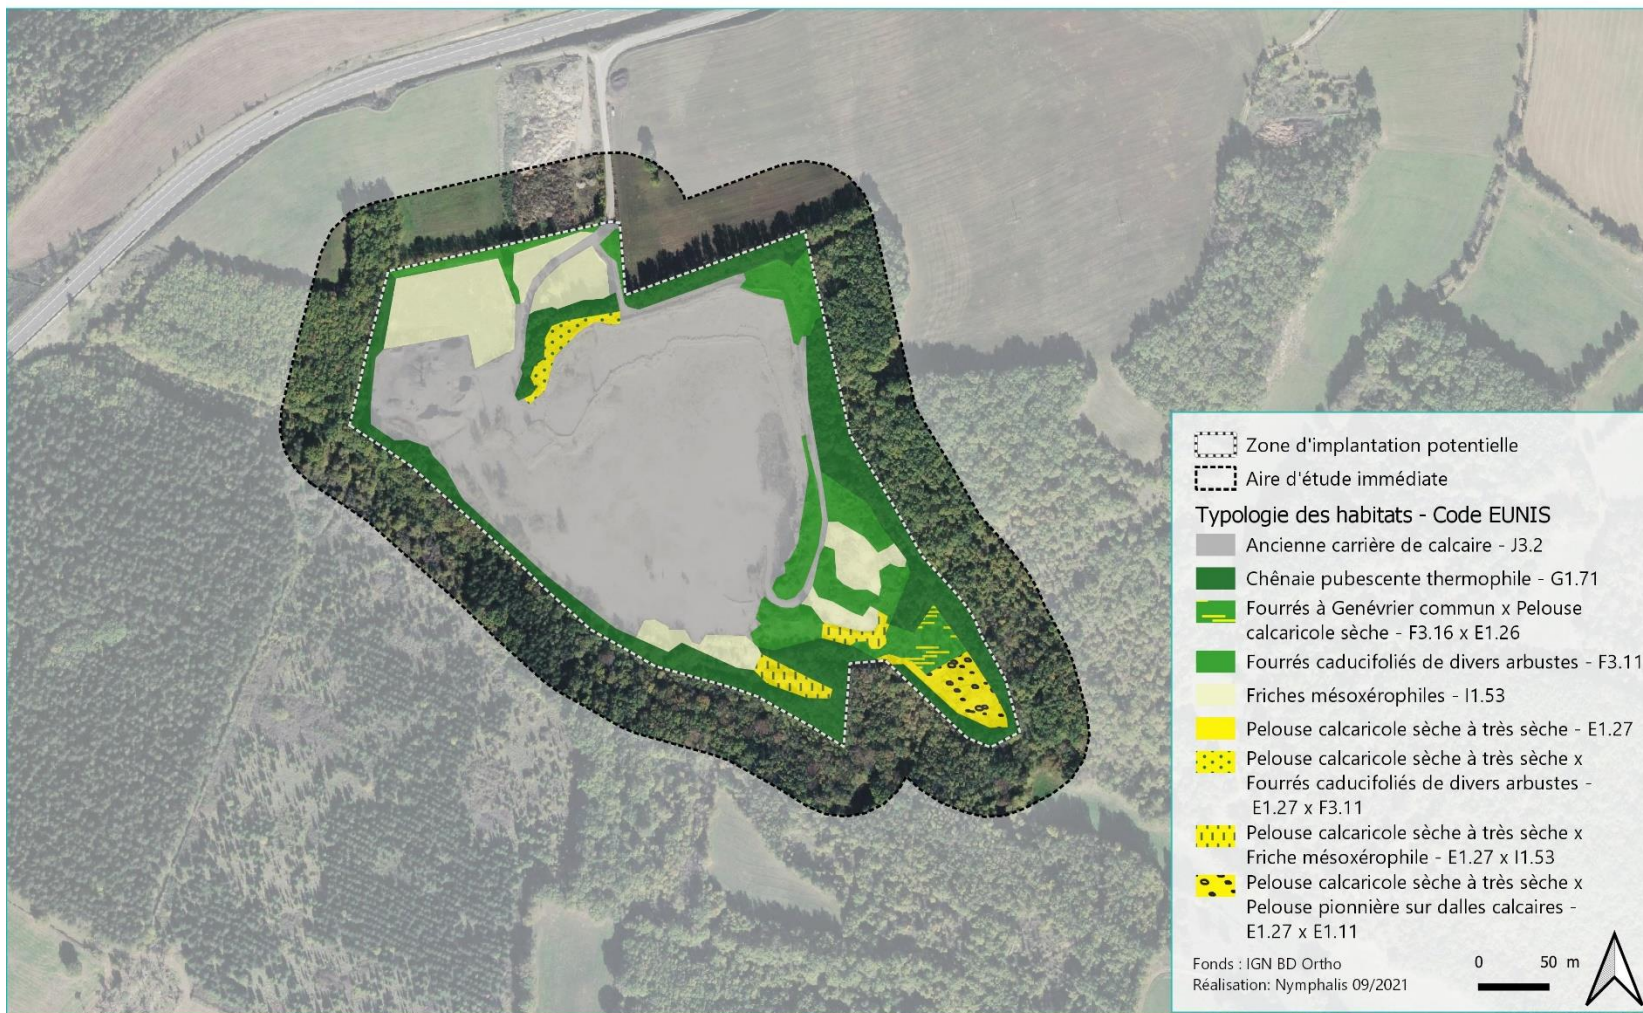 Zone d'implantation potentielle
Aire d'étude immédiate
Typologie des habitats - Code EUNIS
Ancienne carrière de calcaire - J3.2
Chênaie pubescente thermophile - G1.71
Fourrés à Genévrier commun x Pelouse
calcaricole sèche - F3.16 x E1.26
Fourrés caducifoliés de divers arbustes - F3.11
Friches mésoxérophiles - I1.53
Pelouse calcaricole sèche à très sèche - E1.27
Pelouse calcaricole sèche à très sèche x
Fourrés caducifoliés de divers arbustes -
E1.27 x F3.11
Pelouse calcaricole sèche à très sèche x
Friche mésoxérophile - E1.27 x I1.53
Pelouse calcaricole sèche à très sèche x
Pelouse pionnière sur dalles calcaires -
E1.27 x E1.11
Fonds : IGN BD Ortho
Réalisation: Nymphalis 09/2021
0 50 m